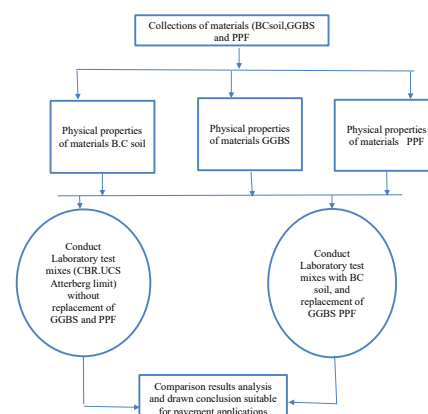 Collections of materials (BCsoil,GGBS
and PPF
Physical properties
of materials B.C soil
Physical properties
of materials GGBS
Physical properties
of materials PPF
Conduct
Laboratory test
mixes (CBR.UCS
Atterberg limit)
without
replacement of
GGBS and PPF
Conduct
Laboratory test
mixes with BC
soil, and
replacement of
GGBS PPF
Comparison results analysis
and drawn conclusion suitable
for pavement applications